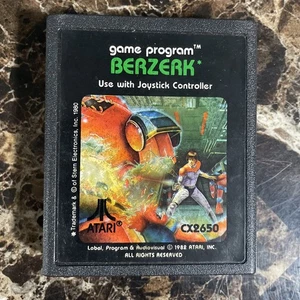 game program™
BERZERK*
Use with Joystick Controller
* Trademark & © of Stern Electronics, Inc. 1980
ATARI®
CX2650
Label, Program & Audiovisual © 1982 ATARI, INC.
ALL RIGHTS RESERVED